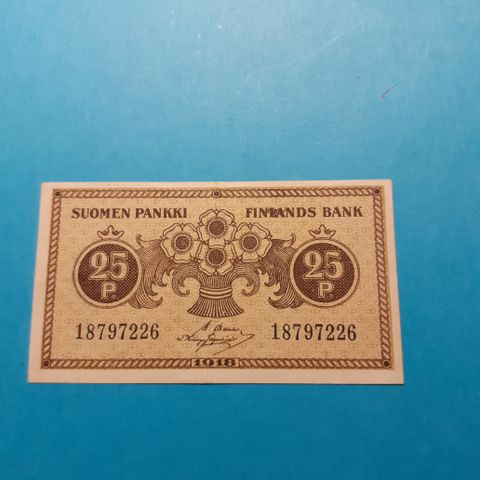 SUOMEN PANKKI FINLANDS BANK
25 P. 25 P.
18797226 18797226
1918